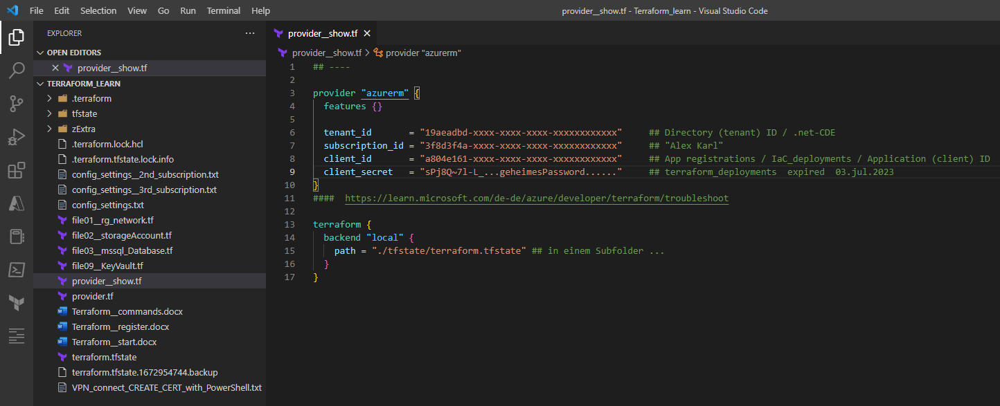 File Edit Selection View Go Run Terminal Help
provider__show.tf - Terraform_learn - Visual Studio Code
EXPLORER
OPEN EDITORS
provider__show.tf
TERRAFORM_LEARN
.terraform
tfstate
zExtra
.terraform.lock.hcl
.terraform.tfstate.lock.info
config_settings__2nd_subscription.txt
config_settings__3rd_subscription.txt
config_settings.txt
file01__rg_network.tf
file02__storageAccount.tf
file03__mssql_Database.tf
file09__KeyVault.tf
provider__show.tf
provider.tf
Terraform__commands.docx
Terraform__register.docx
Terraform__start.docx
terraform.tfstate
terraform.tfstate.1672954744.backup
VPN_connect_CREATE_CERT_with_PowerShell.txt
provider__show.tf
provider__show.tf > provider "azurerm"
1 ## ----
2
3 provider "azurerm" {
4   features {}
5
6   tenant_id       = "19aeadbd-xxxx-xxxx-xxxx-xxxxxxxxxxxx"     ## Directory (tenant) ID / .net-CDE
7   subscription_id = "3f8d3f4a-xxxx-xxxx-xxxx-xxxxxxxxxxxx"     ## "Alex Karl"
8   client_id       = "a804e161-xxxx-xxxx-xxxx-xxxxxxxxxxxx"     ## App registrations / IaC_deployments / Application (client) ID
9   client_secret   = "sPj8Q~7l-L_...geheimesPassword......"     ## terraform_deployments  expired  03.jul.2023
10 }
11 ####  https://learn.microsoft.com/de-de/azure/developer/terraform/troubleshoot
12
13 terraform {
14   backend "local" {
15     path = "./tfstate/terraform.tfstate" ## in einem Subfolder ...
16   }
17 }